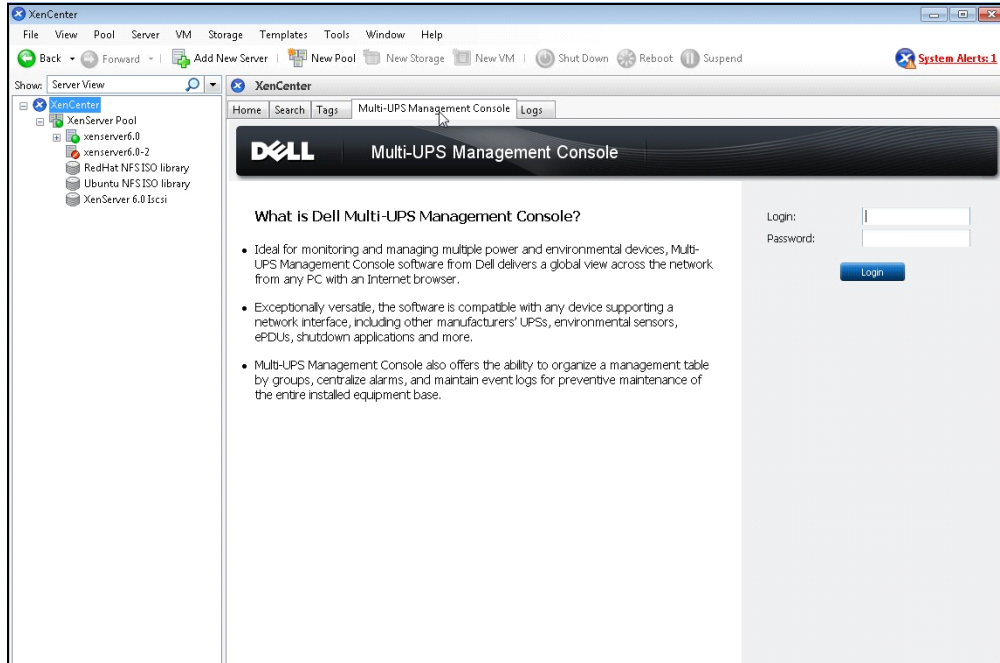 XenCenter
File View Pool Server VM Storage Templates Tools Window Help
Back Forward Add New Server New Pool New Storage New VM Shut Down Reboot Suspend System Alerts: 1
Show: Server View
XenCenter
XenServer Pool
xenserver6.0
xenserver6.0-2
RedHat NFS ISO library
Ubuntu NFS ISO library
XenServer 6.0 Iscsi
XenCenter
Home Search Tags Multi-UPS Management Console Logs
DELL Multi-UPS Management Console
What is Dell Multi-UPS Management Console?
• Ideal for monitoring and managing multiple power and environmental devices, Multi-
UPS Management Console software from Dell delivers a global view across the network
from any PC with an Internet browser.
• Exceptionally versatile, the software is compatible with any device supporting a
network interface, including other manufacturers' UPSs, environmental sensors,
ePDUs, shutdown applications and more.
• Multi-UPS Management Console also offers the ability to organize a management table
by groups, centralize alarms, and maintain event logs for preventive maintenance of
the entire installed equipment base.
Login:
Password:
Login